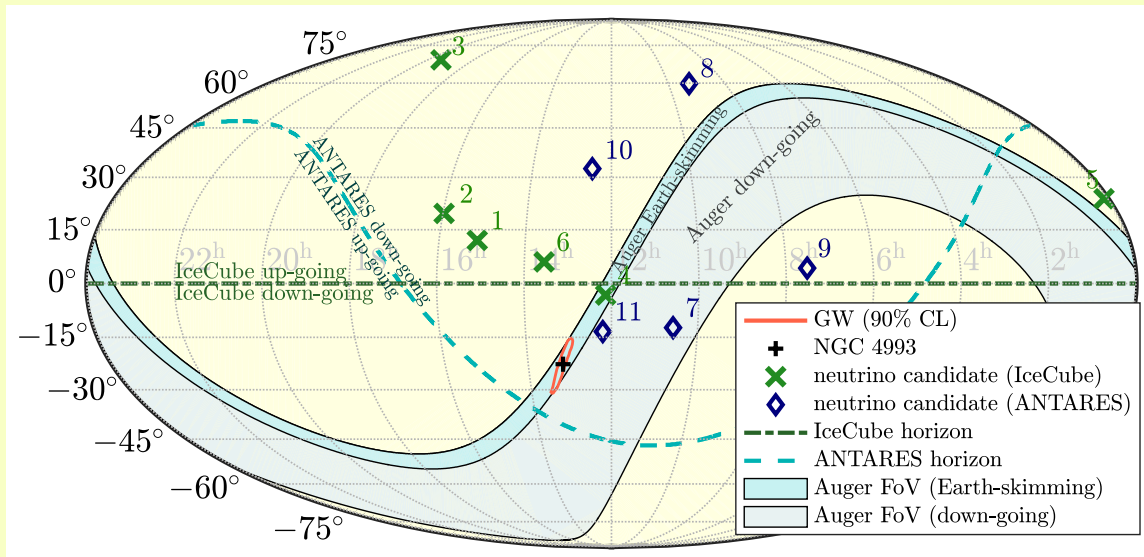 75°
60°
45°
30°
15°
0°
−15°
−30°
−45°
−60°
−75°
3
8
10
2
1
6
5
9
4
11
7
22h
20h
16h
14h
12h
10h
6h
4h
2h
ANTARES down-going
ANTARES up-going
IceCube up-going
IceCube down-going
Auger Earth-skimming
Auger down-going
GW (90% CL)
NGC 4993
neutrino candidate (IceCube)
neutrino candidate (ANTARES)
IceCube horizon
ANTARES horizon
Auger FoV (Earth-skimming)
Auger FoV (down-going)